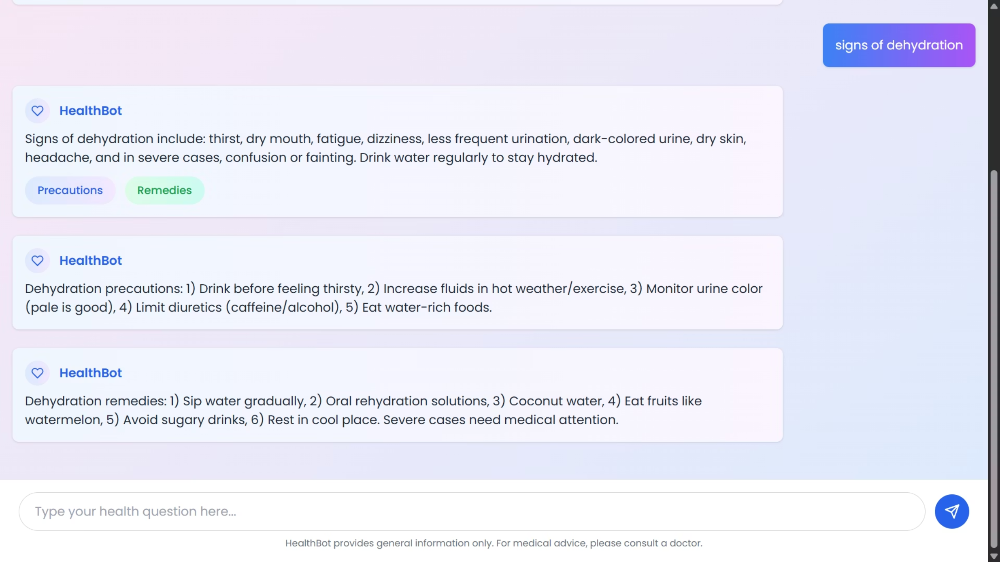 signs of dehydration
HealthBot
Signs of dehydration include: thirst, dry mouth, fatigue, dizziness, less frequent urination, dark-colored urine, dry skin,
headache, and in severe cases, confusion or fainting. Drink water regularly to stay hydrated.
Precautions Remedies
HealthBot
Dehydration precautions: 1) Drink before feeling thirsty, 2) Increase fluids in hot weather/exercise, 3) Monitor urine color
(pale is good), 4) Limit diuretics (caffeine/alcohol), 5) Eat water-rich foods.
HealthBot
Dehydration remedies: 1) Sip water gradually, 2) Oral rehydration solutions, 3) Coconut water, 4) Eat fruits like
watermelon, 5) Avoid sugary drinks, 6) Rest in cool place. Severe cases need medical attention.
Type your health question here...
HealthBot provides general information only. For medical advice, please consult a doctor.